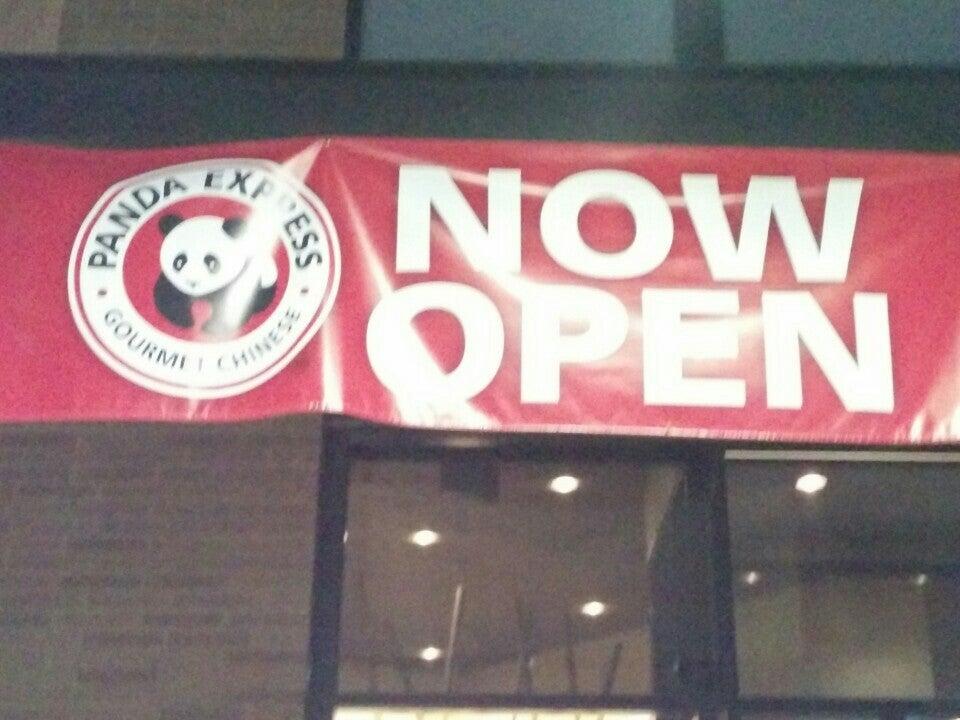 PANDA EXPRESS
GOURMET CHINESE
NOW
OPEN